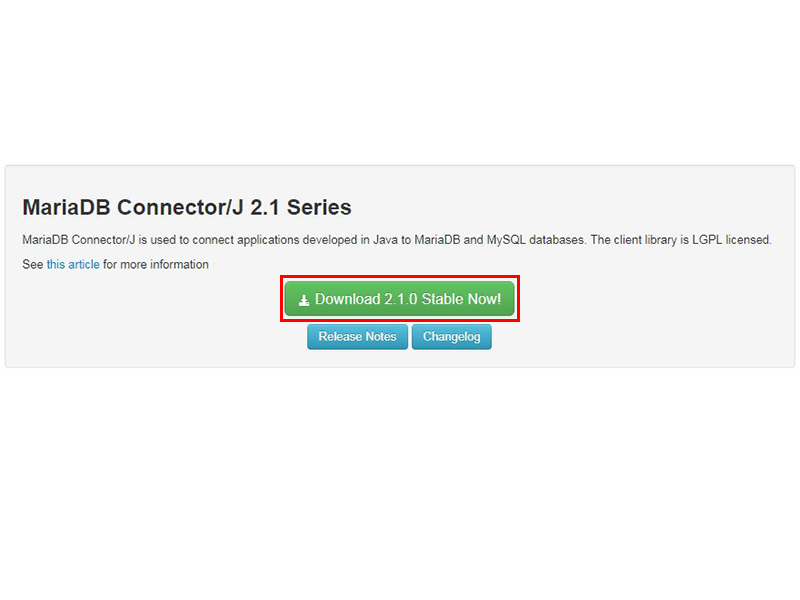 MariaDB Connector/J 2.1 Series
MariaDB Connector/J is used to connect applications developed in Java to MariaDB and MySQL databases. The client library is LGPL licensed.
See this article for more information
Download 2.1.0 Stable Now!
Release Notes Changelog